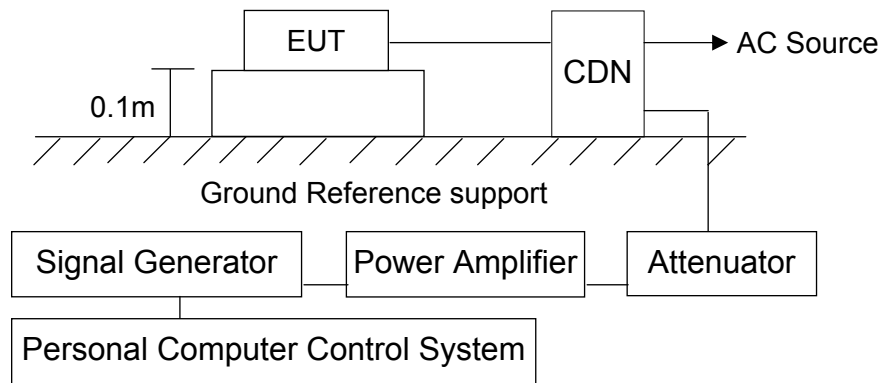 EUT
AC Source
CDN
0.1m
Ground Reference support
Signal Generator
Power Amplifier
Attenuator
Personal Computer Control System